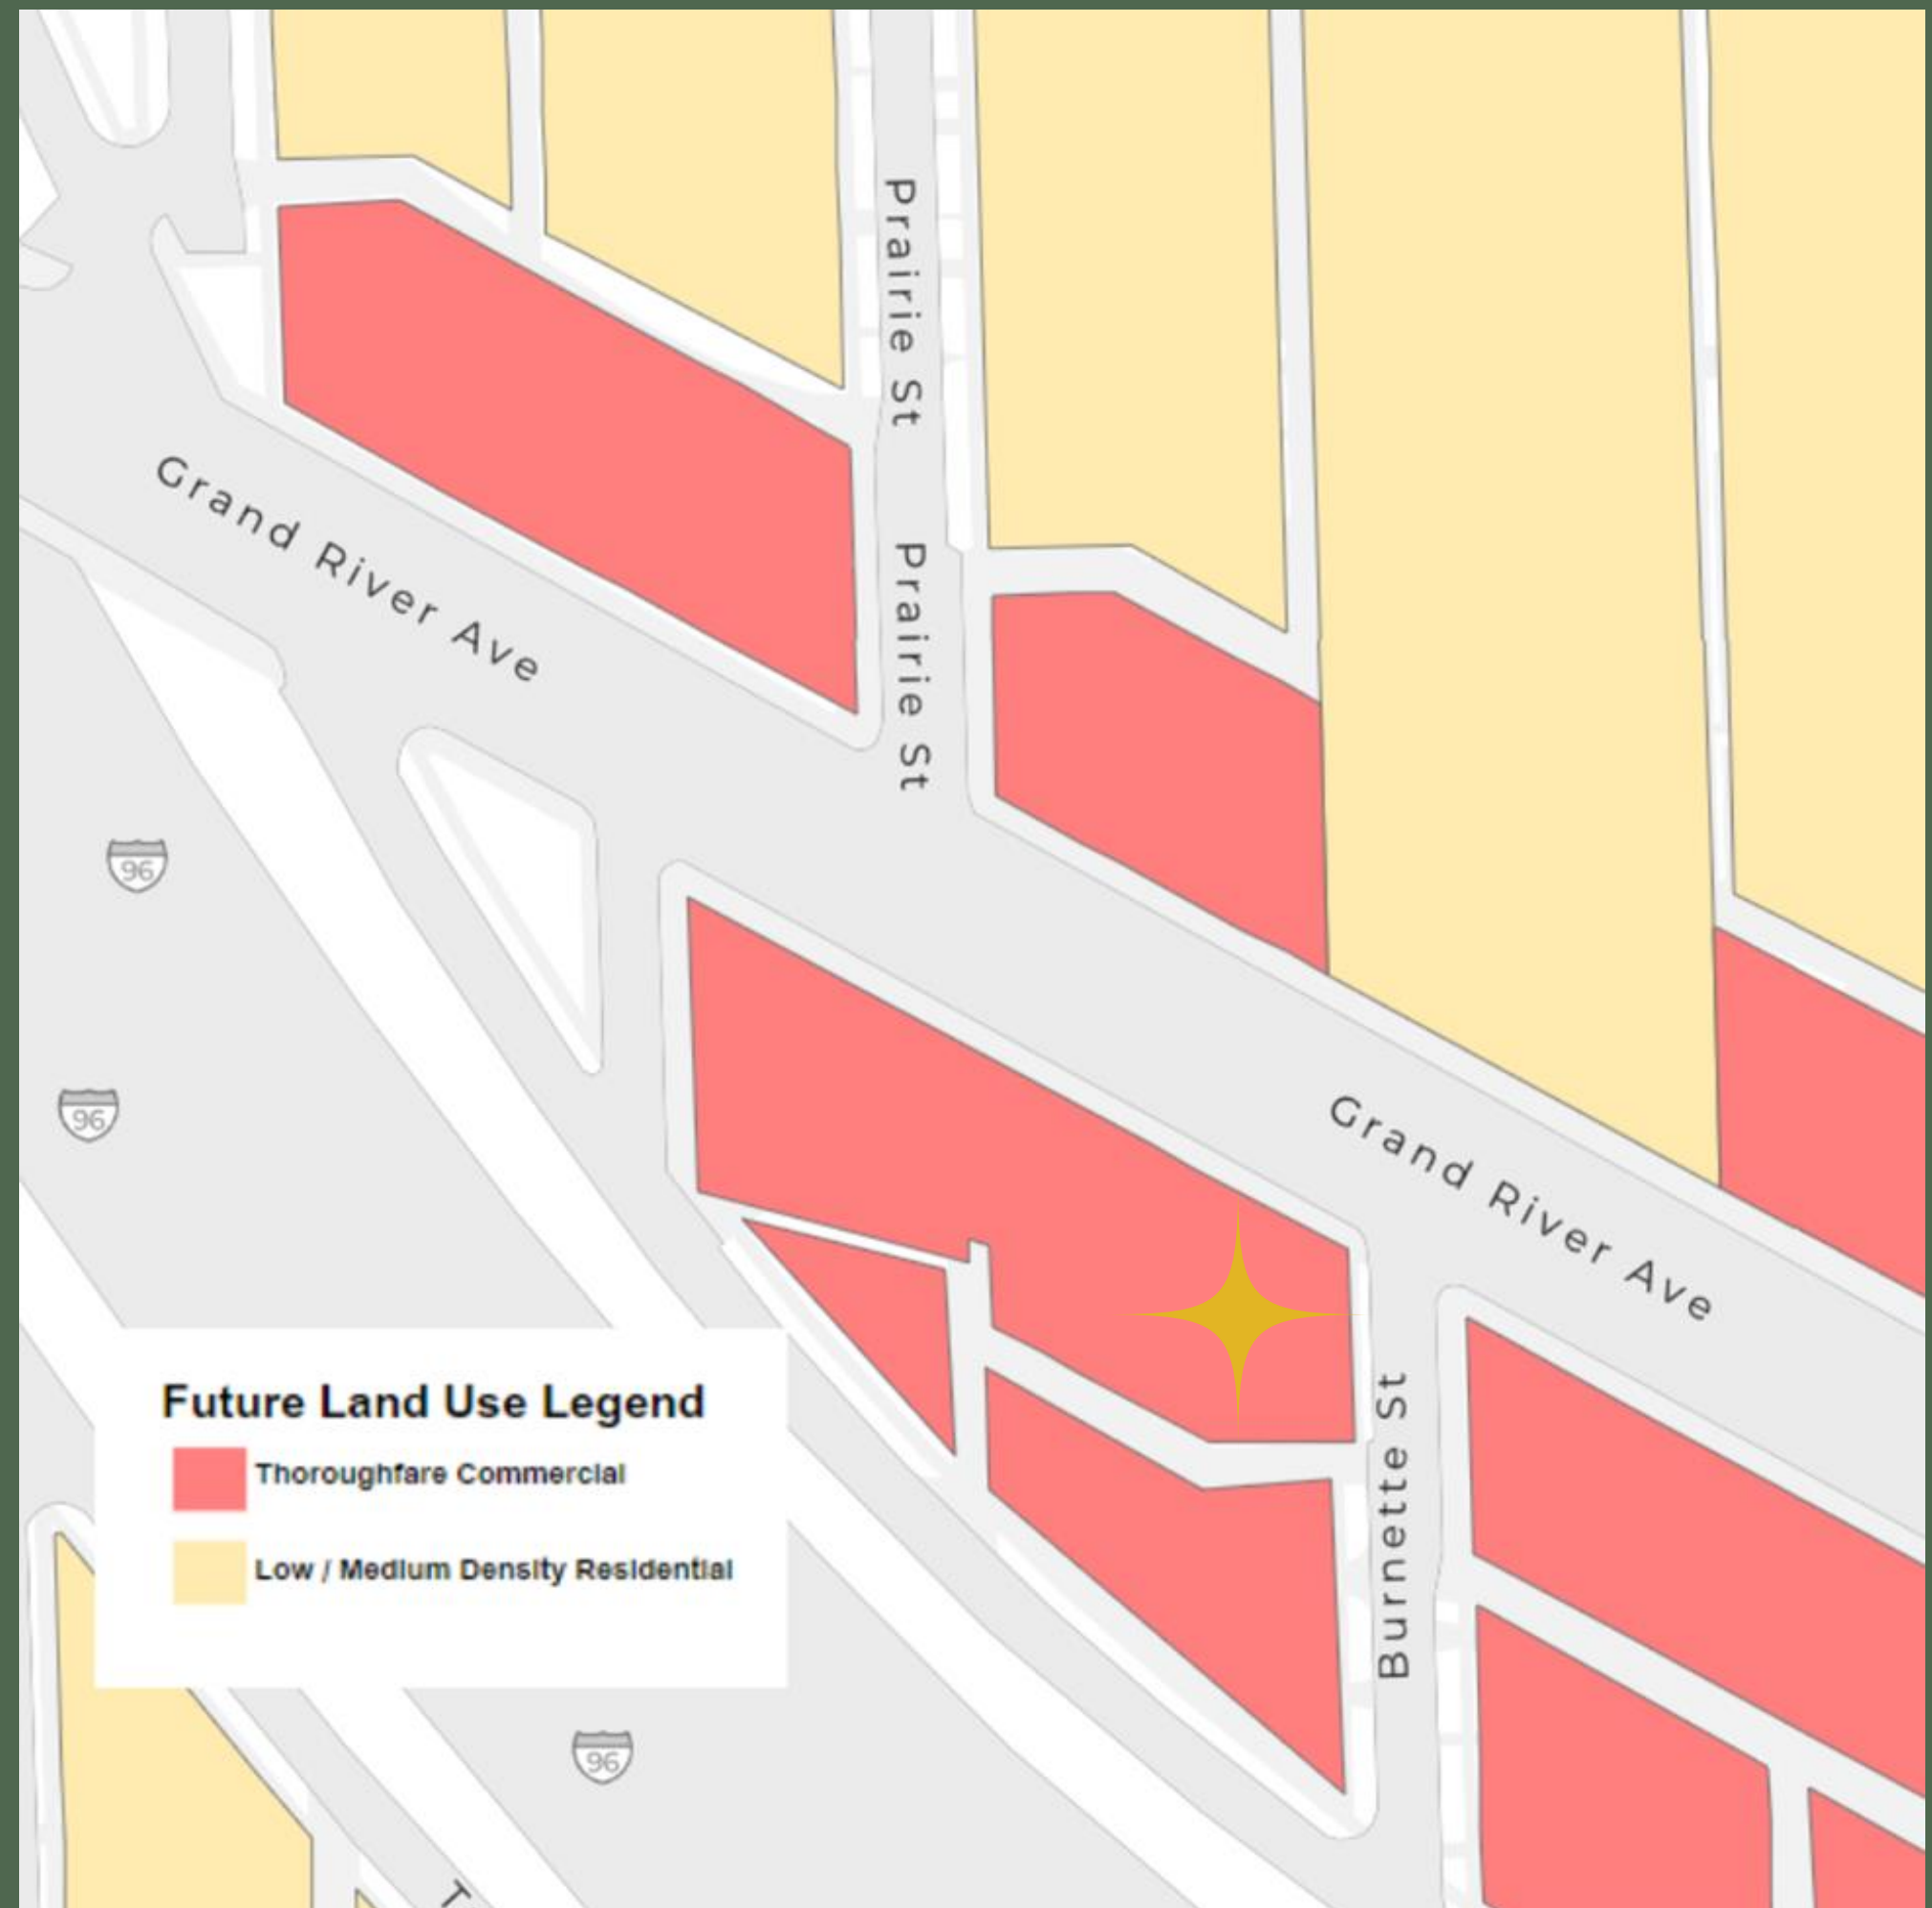 Prairie St
Grand River Ave
Prairie St
96
96
Grand River Ave
Burnette St
Future Land Use Legend
Thoroughfare Commercial
Low / Medium Density Residential
96
T